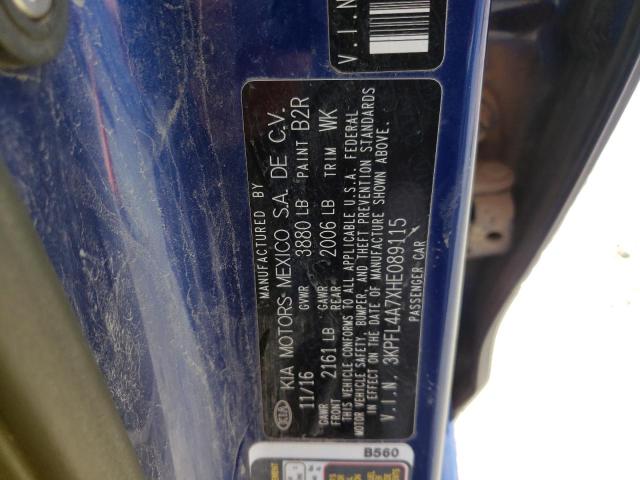 V.I.N.
MANUFACTURED BY
KIA KIA MOTORS MEXICO S.A. DE C.V.
11/16 GVWR 3880 LB PAINT B2R
GAWR FRONT 2161 LB GAWR REAR 2006 LB TRIM WK
THIS VEHICLE CONFORMS TO ALL APPLICABLE U.S.A. FEDERAL
MOTOR VEHICLE SAFETY, BUMPER, AND THEFT PREVENTION STANDARDS
IN EFFECT ON THE DATE OF MANUFACTURE SHOWN ABOVE.
V.I.N. 3KPFL4A7XHE089115
PASSENGER CAR
B560